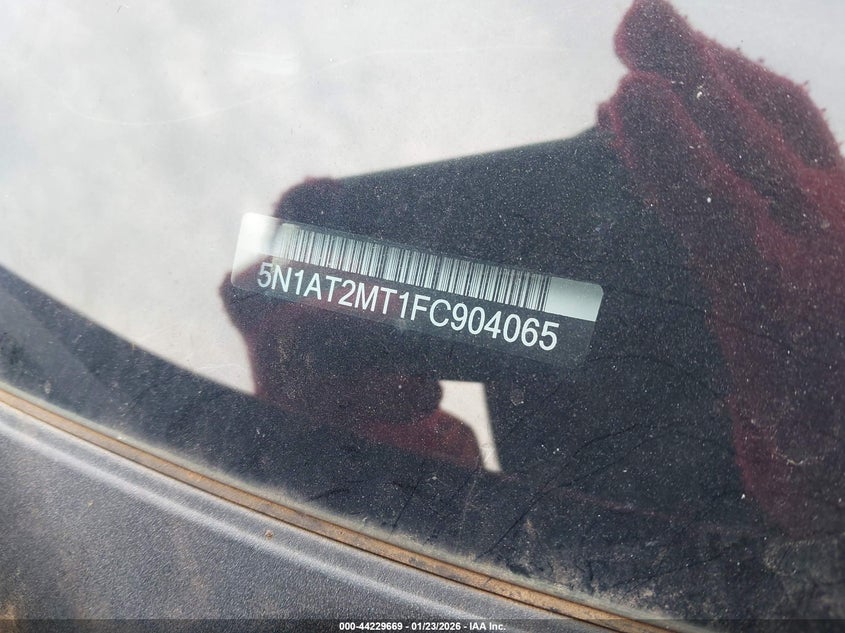 5N1AT2MT1FC904065
000-44229669 - 01/23/2026 - IAA Inc.